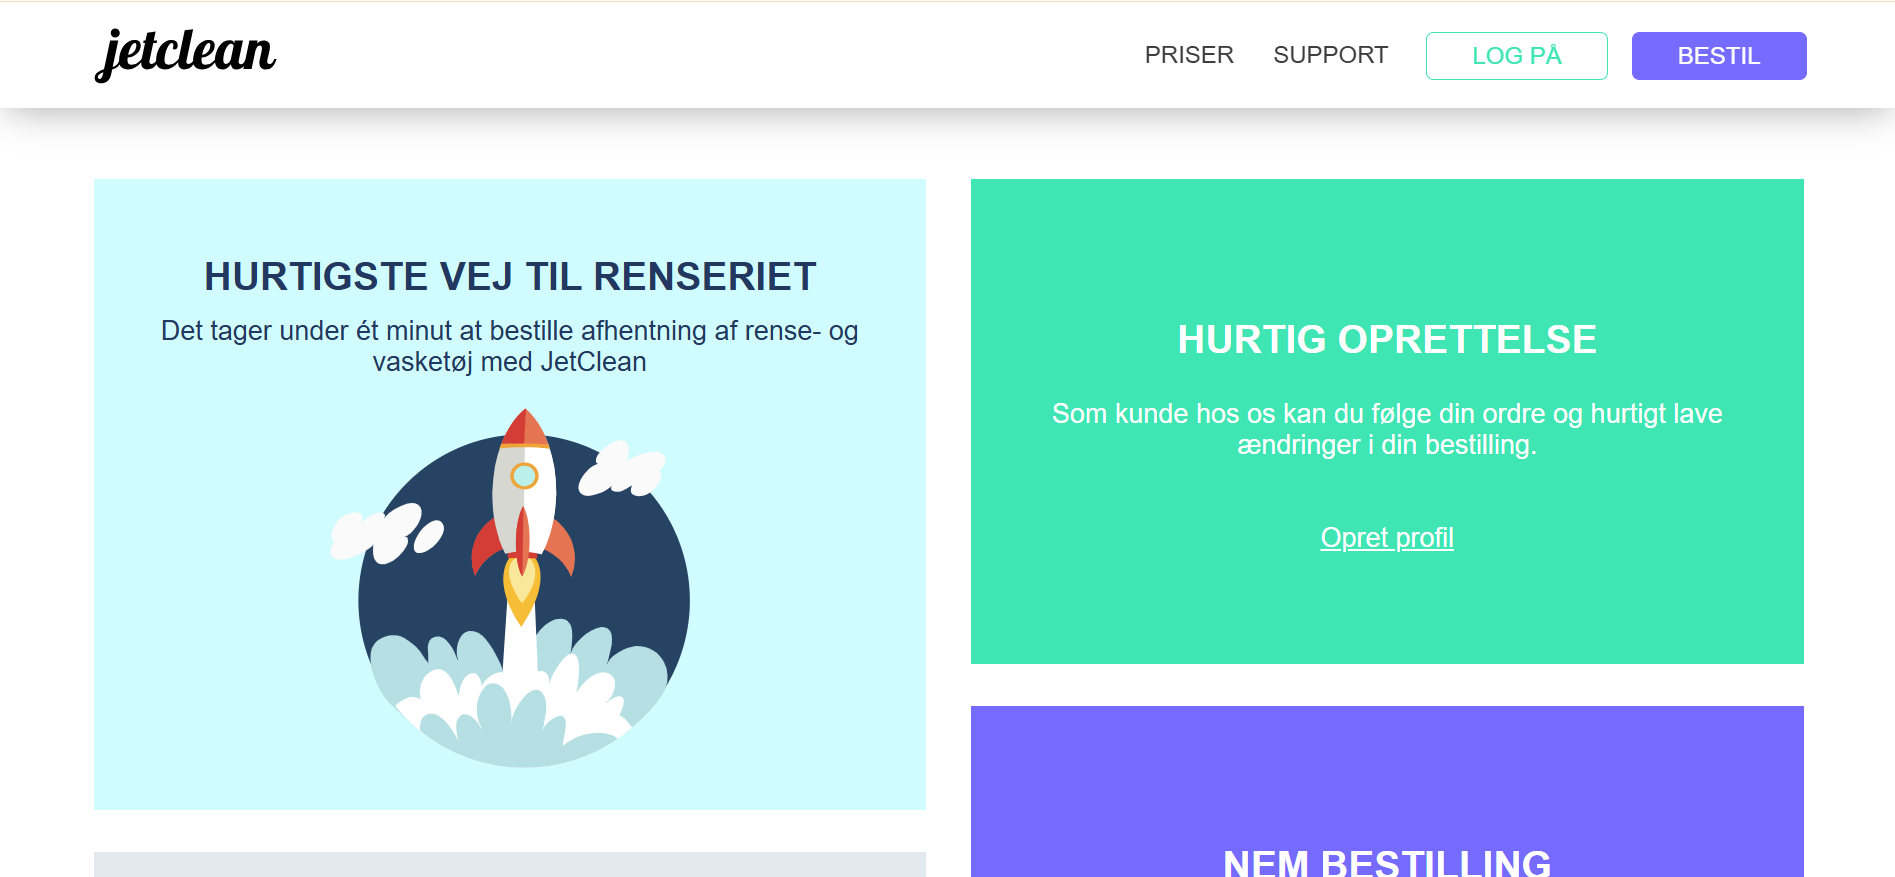 jetclean
PRISER
SUPPORT
LOG PÅ
BESTIL
HURTIGSTE VEJ TIL RENSERIET
Det tager under ét minut at bestille afhentning af rense- og
vasketøj med JetClean
HURTIG OPRETTELSE
Som kunde hos os kan du følge din ordre og hurtigt lave
ændringer i din bestilling.
Opret profil
NEM BESTILLING